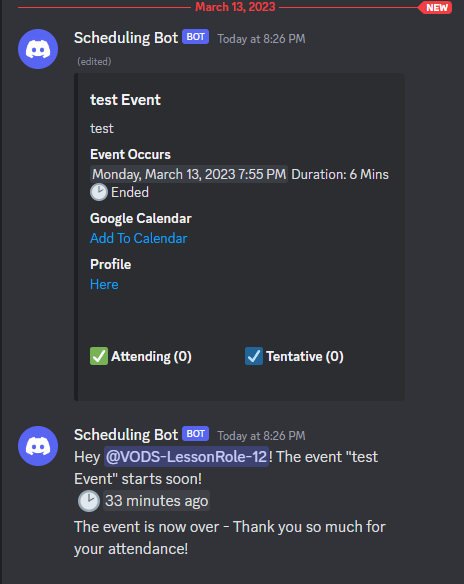 March 13, 2023
NEW
Scheduling Bot BOT Today at 8:26 PM
(edited)
test Event
test
Event Occurs
Monday, March 13, 2023 7:55 PM Duration: 6 Mins
Ended
Google Calendar
Add To Calendar
Profile
Here
Attending (0) Tentative (0)
Scheduling Bot BOT Today at 8:26 PM
Hey @VODS-LessonRole-12! The event "test
Event" starts soon!
33 minutes ago
The event is now over - Thank you so much for
your attendance!